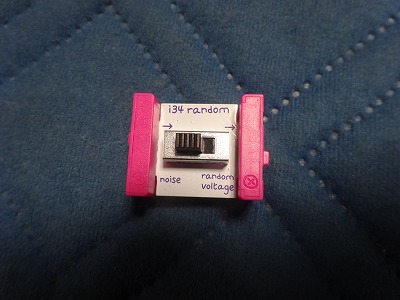 i34 random
noise
random
voltage